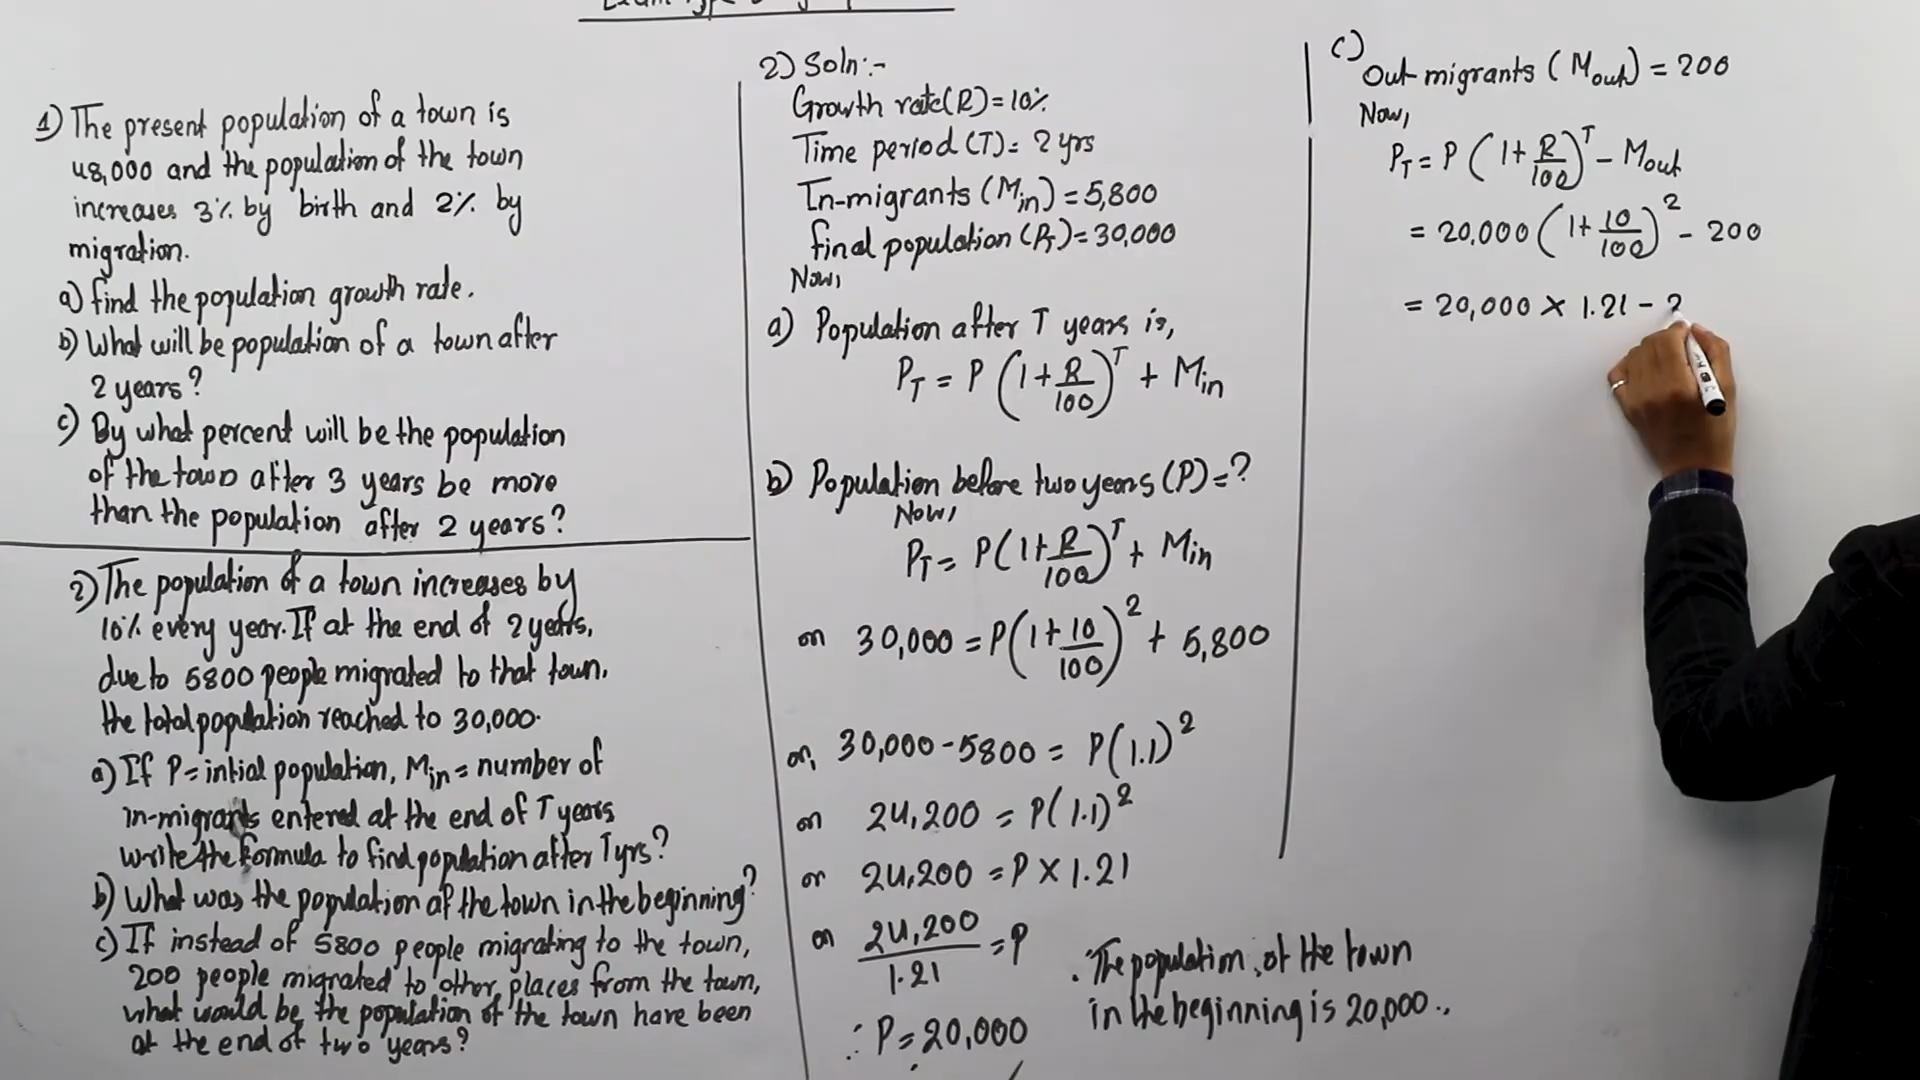 1) The present population of a town is
48,000 and the population of the town
increases 3% by birth and 2% by
migration.
a) find the population growth rate.
b) What will be population of a town after
2 years?
c) By what percent will be the population
of the town after 3 years be more
than the population after 2 years?
2) The population of a town increases by
10% every year. If at the end of 2 years,
due to 5800 people migrated to that town,
the total population reached to 30,000.
a) If P = intial population, Min = number of
in-migrants entered at the end of T years
write the formula to find population after T yrs?
b) What was the population of the town in the beginning?
c) If instead of 5800 people migrating to the town,
200 people migrated to other places from the town,
what would be the population of the town have been
at the end of two years?
2) Soln:-
Growth rate (R) = 10%
Time period (T) = 2 yrs
In-migrants (Min) = 5,800
final population (PT) = 30,000
Now,
a) Population after T years is,
PT = P (1 + R/100)^T + Min
b) Population before two years (P) = ?
Now,
PT = P (1 + R/100)^T + Min
or 30,000 = P (1 + 10/100)^2 + 5,800
or, 30,000 - 5800 = P (1.1)^2
or 24,200 = P (1.1)^2
or 24,200 = P × 1.21
or 24,200/1.21 = P
∴ P = 20,000
∴ The population of the town
in the beginning is 20,000.
c)
Out migrants (Mout) = 200
Now,
PT = P (1 + R/100)^T - Mout
= 20,000 (1 + 10/100)^2 - 200
= 20,000 × 1.21 - 2